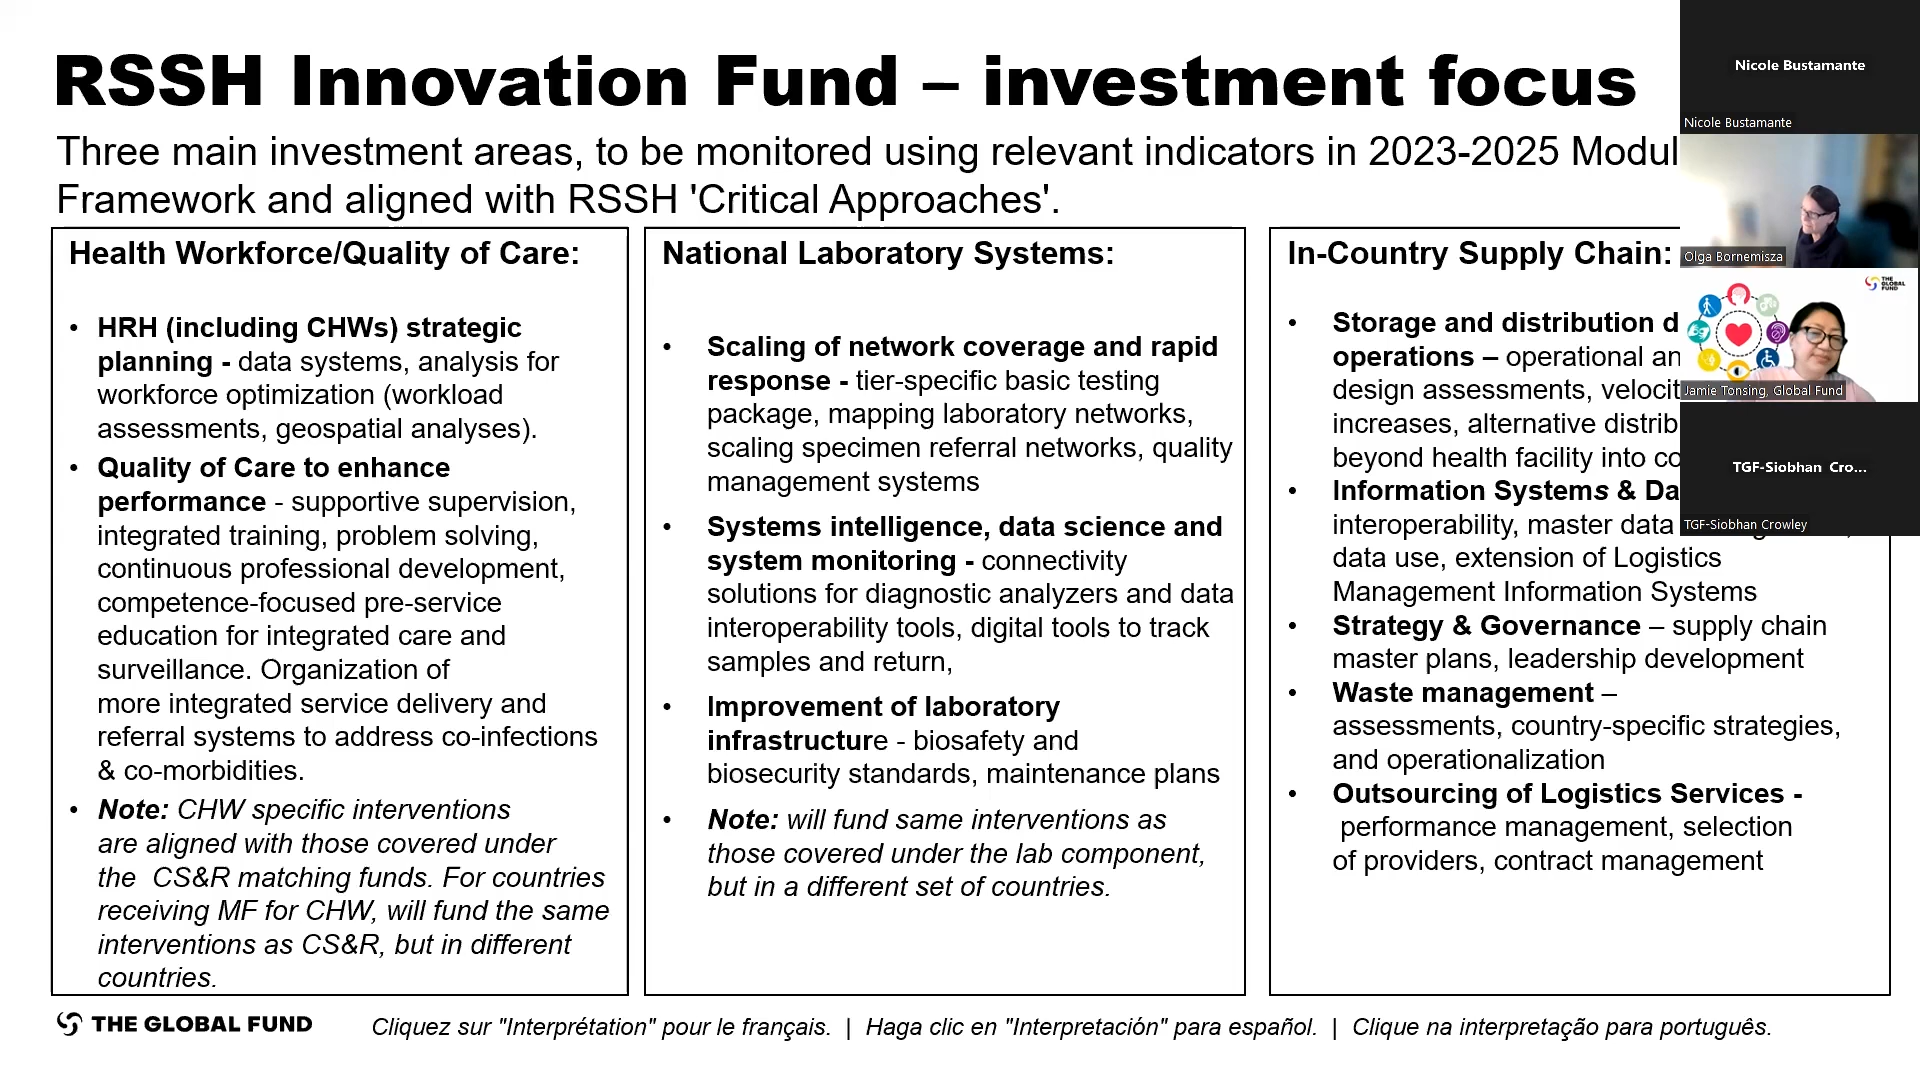 RSSH Innovation Fund – investment focus
Three main investment areas, to be monitored using relevant indicators in 2023-2025
Framework and aligned with RSSH 'Critical Approaches'.
Health Workforce/Quality of Care:
• HRH (including CHWs) strategic
planning - data systems, analysis for
workforce optimization (workload
assessments, geospatial analyses).
• Quality of Care to enhance
performance - supportive supervision,
integrated training, problem solving,
continuous professional development,
competence-focused pre-service
education for integrated care and
surveillance. Organization of
more integrated service delivery and
referral systems to address co-infections
& co-morbidities.
• Note: CHW specific interventions
are aligned with those covered under
the  CS&R matching funds. For countries
receiving MF for CHW, will fund the same
interventions as CS&R, but in different
countries.
National Laboratory Systems:
• Scaling of network coverage and rapid
response - tier-specific basic testing
package, mapping laboratory networks,
scaling specimen referral networks, quality
management systems
• Systems intelligence, data science and
system monitoring - connectivity
solutions for diagnostic analyzers and data
interoperability tools, digital tools to track
samples and return,
• Improvement of laboratory
infrastructure - biosafety and
biosecurity standards, maintenance plans
• Note: will fund same interventions as
those covered under the lab component,
but in a different set of countries.
In-Country Supply Chain:
• Storage and distribution
operations – operational
design assessments,
increases, alternative
beyond health facility into
• Information Systems &
interoperability, master data
data use, extension of Logistics
Management Information Systems
• Strategy & Governance – supply chain
master plans, leadership development
• Waste management –
assessments, country-specific strategies,
and operationalization
• Outsourcing of Logistics Services -
performance management, selection
of providers, contract management
Nicole Bustamante
Nicole Bustamante
Olga Bornemisza
THE
GLOBAL
FUND
Jamie Tonsing, Global Fund
TGF-Siobhan Cro...
TGF-Siobhan Crowley
THE GLOBAL FUND
Cliquez sur "Interprétation" pour le français. | Haga clic en "Interpretación" para español. | Clique na interpretação para português.